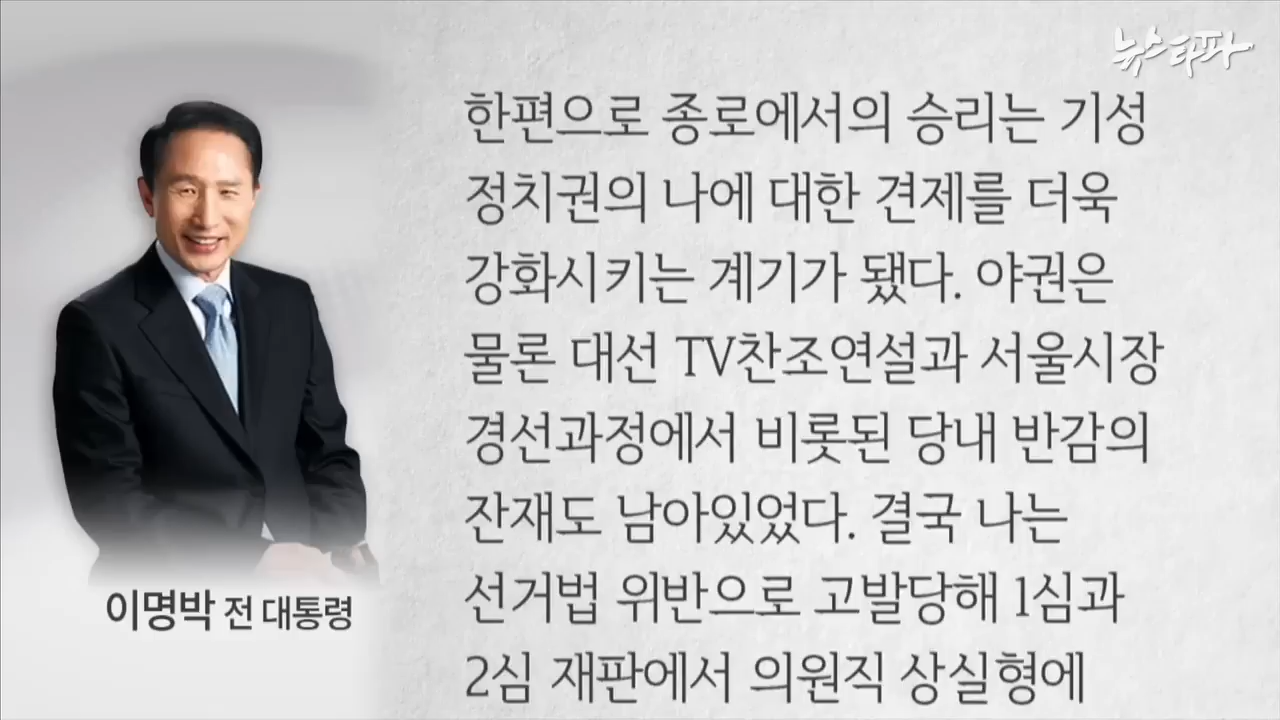 뉴스타파
한편으로 종로에서의 승리는 기성
정치권의 나에 대한 견제를 더욱
강화시키는 계기가 됐다. 야권은
물론 대선 TV찬조연설과 서울시장
경선과정에서 비롯된 당내 반감의
잔재도 남아있었다. 결국 나는
선거법 위반으로 고발당해 1심과
2심 재판에서 의원직 상실형에
이명박 전 대통령